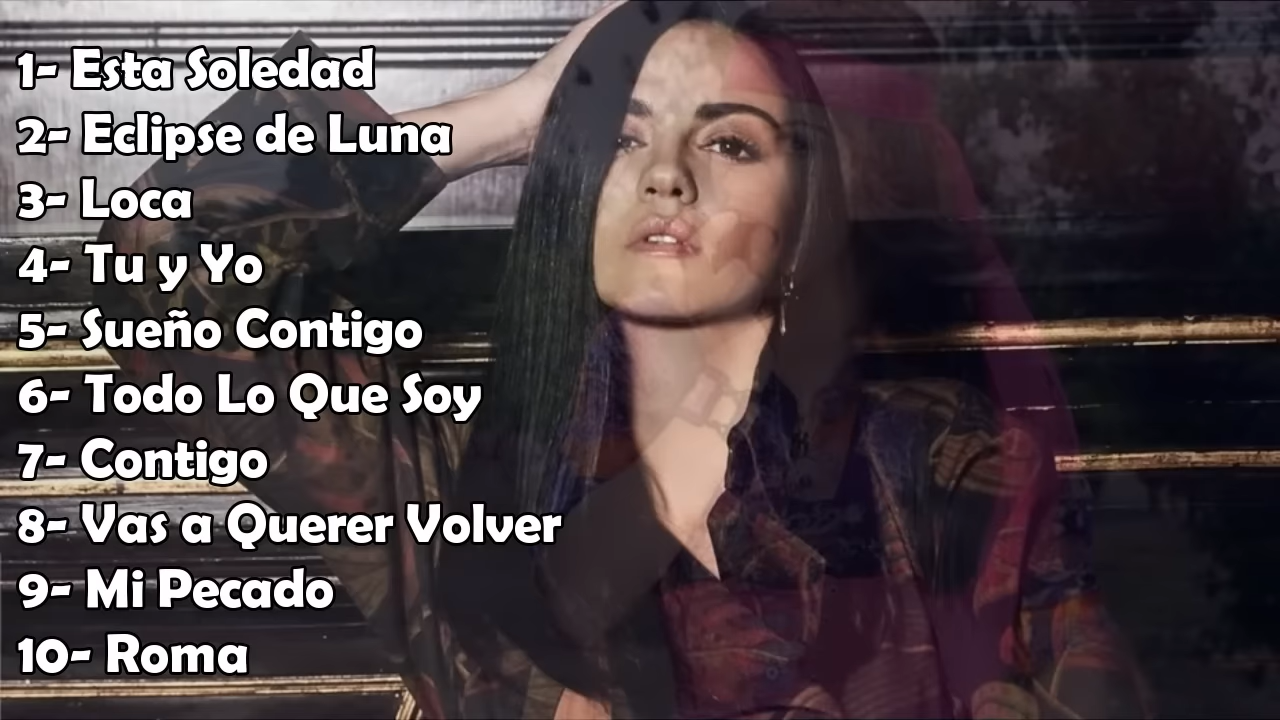 1- Esta Soledad
2- Eclipse de Luna
3- Loca
4- Tu y Yo
5- Sueño Contigo
6- Todo Lo Que Soy
7- Contigo
8- Vas a Querer Volver
9- Mi Pecado
10- Roma